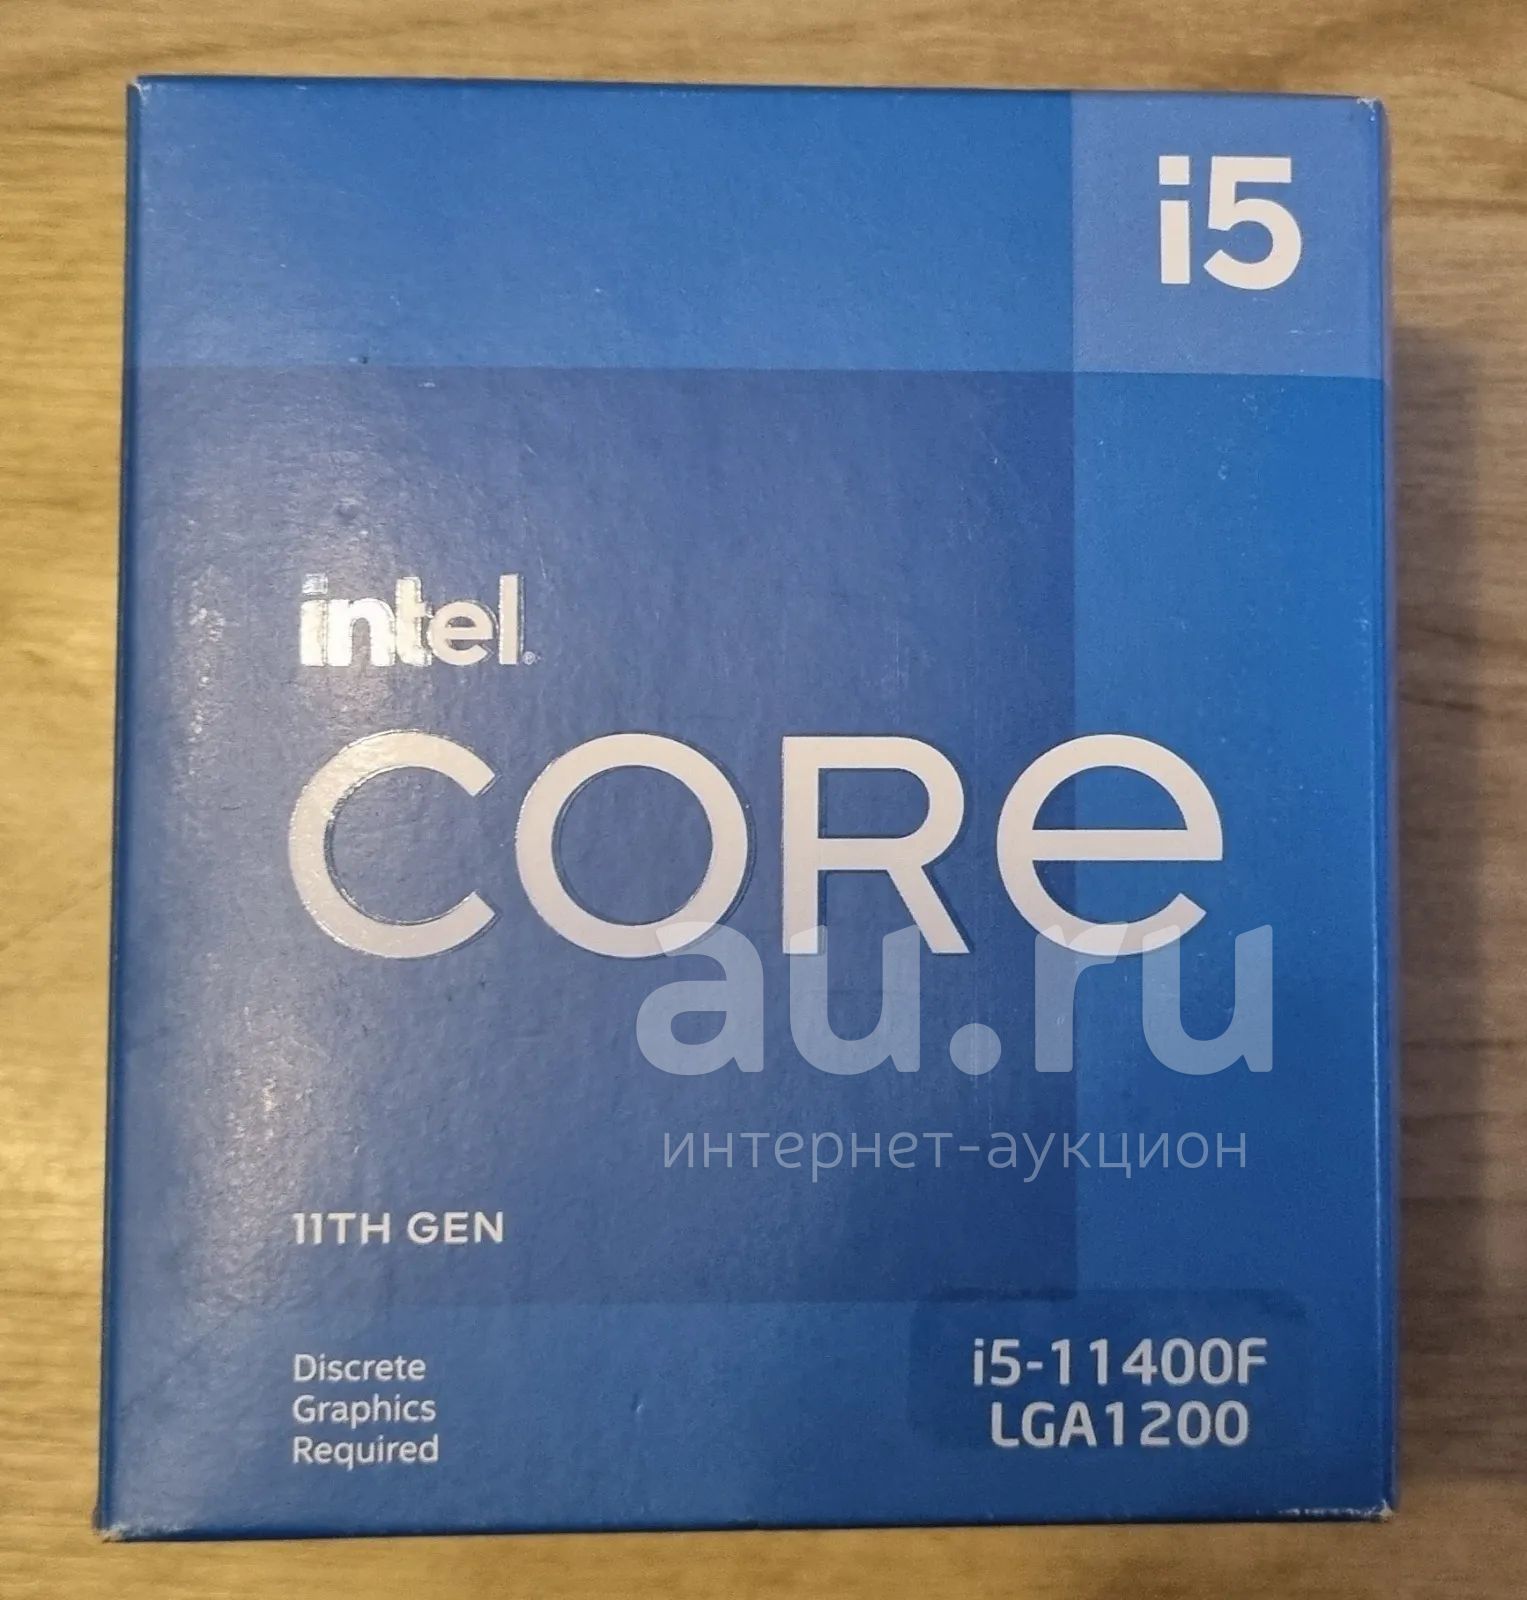 i5
intel®
CORe
au.ru
интернет-аукцион
11TH GEN
Discrete
Graphics
Required
i5-11400F
LGA1200